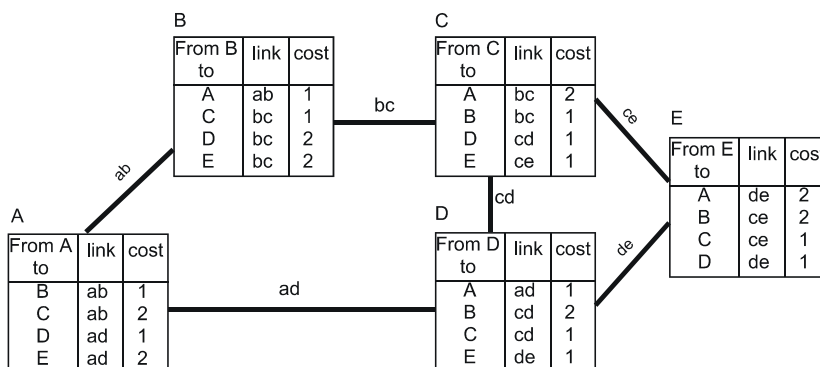 B
From B to link cost
A ab 1
C bc 1
D bc 2
E bc 2
bc
C
From C to link cost
A bc 2
B bc 1
D cd 1
E ce 1
ce
E
From E to link cost
A de 2
B ce 2
C ce 1
D de 1
ab
cd
A
From A to link cost
B ab 1
C ab 2
D ad 1
E ad 2
ad
D
From D to link cost
A ad 1
B cd 2
C cd 1
E de 1
de